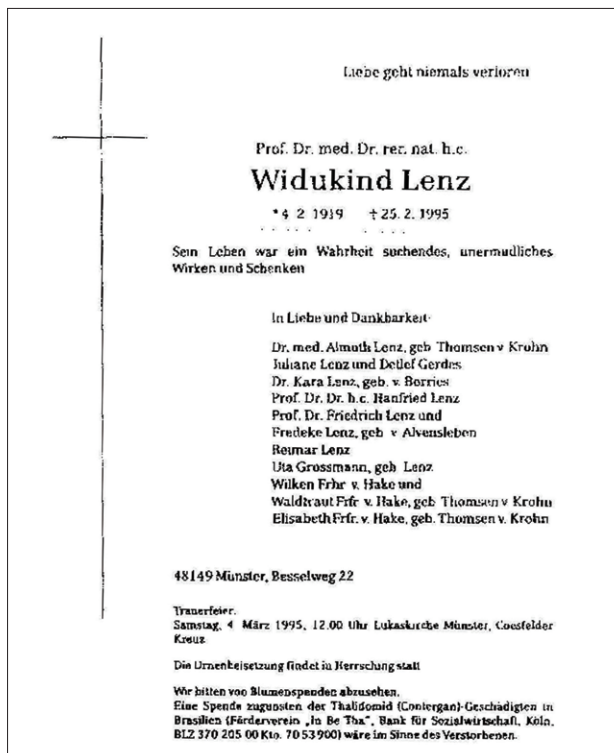 Liebe geht niemals verloren
Prof. Dr. med. Dr. rer. nat. h.c.
Widukind Lenz
*4 2 1919 †25. 2. 1995
Sein Leben war ein Wahrheit suchendes, unermudliches
Wirken und Schenken
In Liebe und Dankbarkeit
Dr. med. Almuth Lenz, geb Thomsen v Krohn
Juliane Lenz und Detlef Gerdes
Dr. Kara Lenz, geb. v. Borries
Prof. Dr. Dr. h.c. Hanfried Lenz
Prof. Dr. Friedrich Lenz und
Fredeke Lenz, geb v Alvensleben
Reimar Lenz
Uta Grossmann, geb Lenz
Wilken Frhr v. Hake und
Waldtraut Frfr v. Hake, geb Thomsen v Krohn
Elisabeth Frfr. v. Hake, geb. Thomsen v. Krohn
48149 Münster, Besselweg 22
Trauerfeier.
Samstag, 4 März 1995, 12.00 Uhr Lukaskirche Münster, Coesfelder
Kreuz
Die Urnenbeisetzung findet in Herrsching statt
Wir bitten von Blumenspenden abzusehen.
Eine Spende zugunsten der Thalidomid (Contergan)-Geschädigten in
Brasilien (Förderverein „In Be Tha", Bank für Sozialwirtschaft, Köln,
BLZ 370 205 00 Kto. 70 53 900) wäre im Sinne des Verstorbenen.